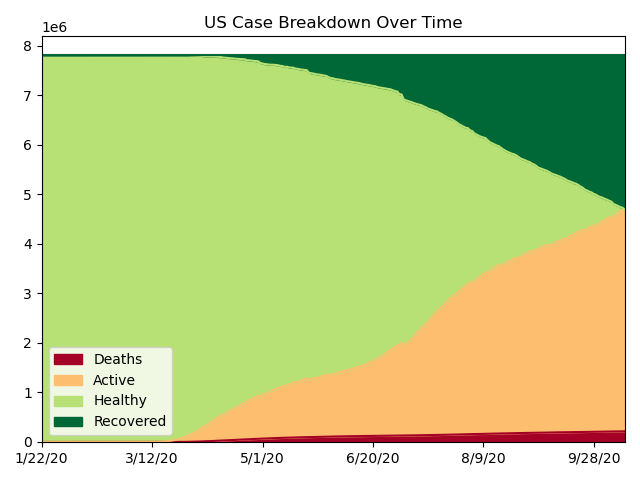 US Case Breakdown Over Time
1e6
8
7
6
5
4
3
2
1
0
Deaths
Active
Healthy
Recovered
1/22/20 3/12/20 5/1/20 6/20/20 8/9/20 9/28/20